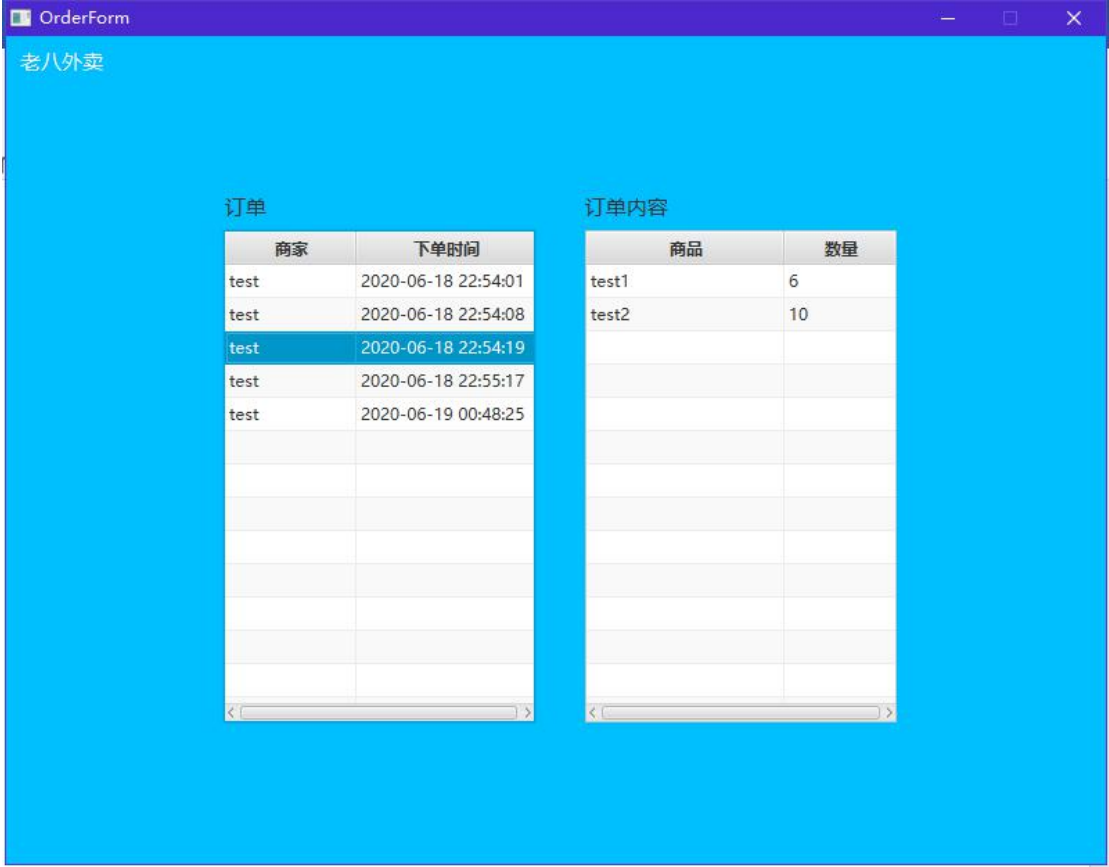 OrderForm
老八外卖
订单
商家 下单时间
test 2020-06-18 22:54:01
test 2020-06-18 22:54:08
test 2020-06-18 22:54:19
test 2020-06-18 22:55:17
test 2020-06-19 00:48:25
订单内容
商品 数量
test1 6
test2 10